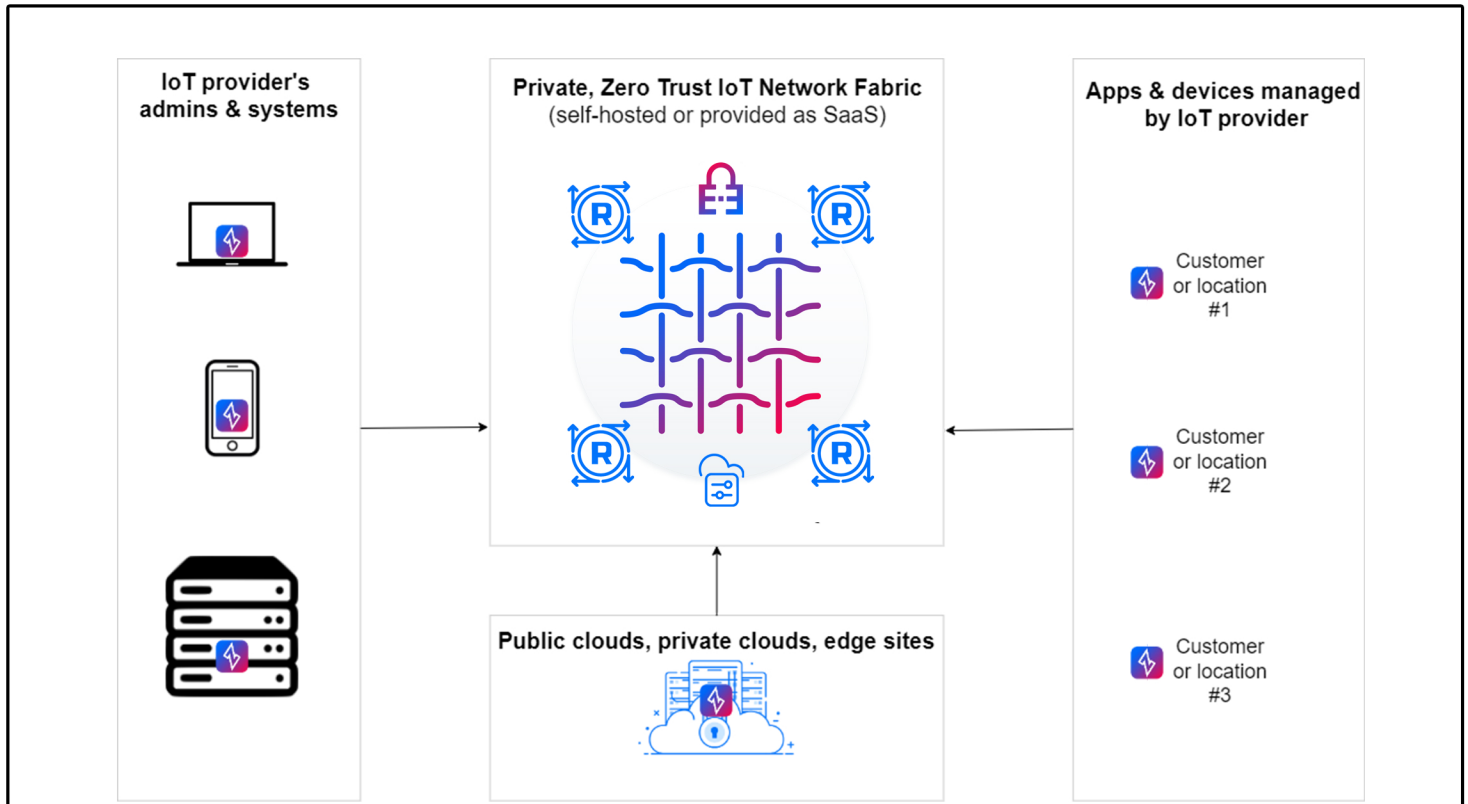 IoT provider's
admins & systems
Private, Zero Trust IoT Network Fabric
(self-hosted or provided as SaaS)
R
R
R
R
Public clouds, private clouds, edge sites
Apps & devices managed
by IoT provider
Customer
or location
#1
Customer
or location
#2
Customer
or location
#3